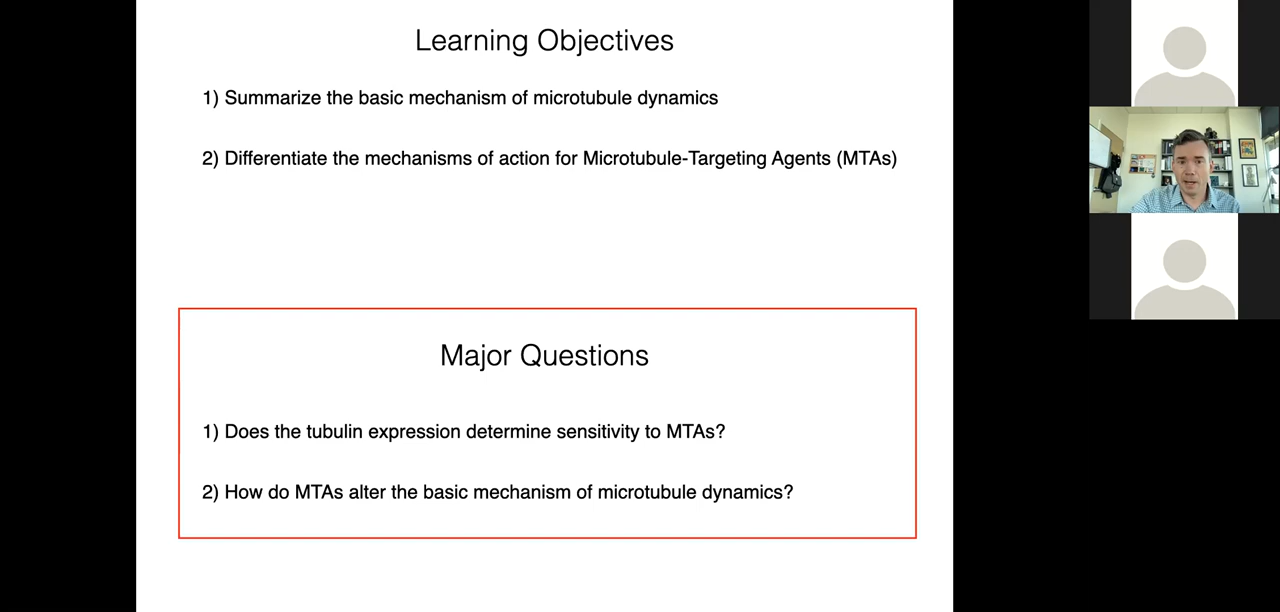 Learning Objectives
1) Summarize the basic mechanism of microtubule dynamics
2) Differentiate the mechanisms of action for Microtubule-Targeting Agents (MTAs)
Major Questions
1) Does the tubulin expression determine sensitivity to MTAs?
2) How do MTAs alter the basic mechanism of microtubule dynamics?